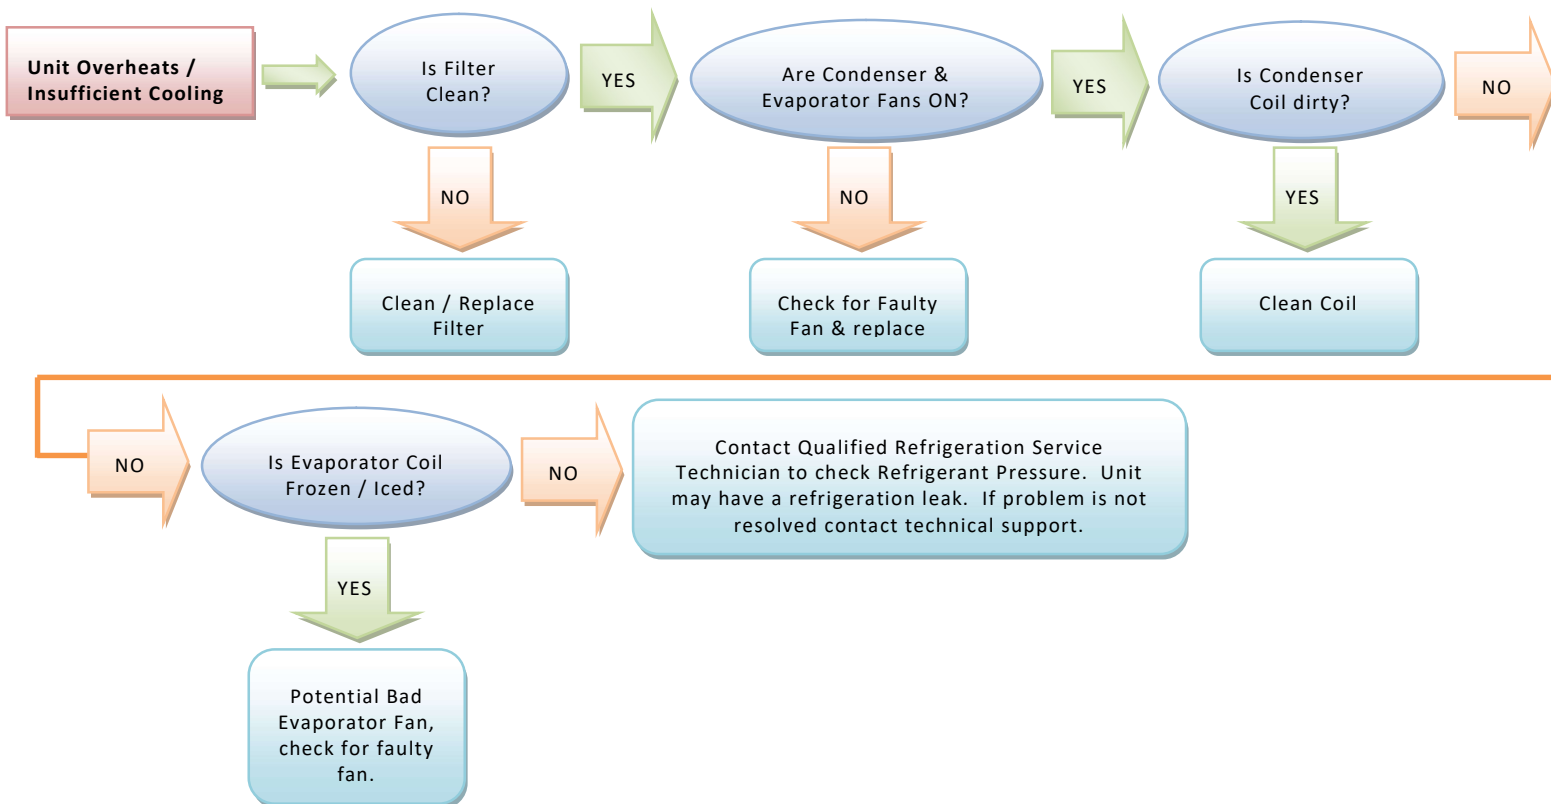 Unit Overheats /
Insufficient Cooling
Is Filter
Clean?
YES
Are Condenser &
Evaporator Fans ON?
YES
Is Condenser
Coil dirty?
NO
NO
NO
YES
Clean / Replace
Filter
Check for Faulty
Fan & replace
Clean Coil
NO
Is Evaporator Coil
Frozen / Iced?
NO
Contact Qualified Refrigeration Service
Technician to check Refrigerant Pressure. Unit
may have a refrigeration leak. If problem is not
resolved contact technical support.
YES
Potential Bad
Evaporator Fan,
check for faulty
fan.